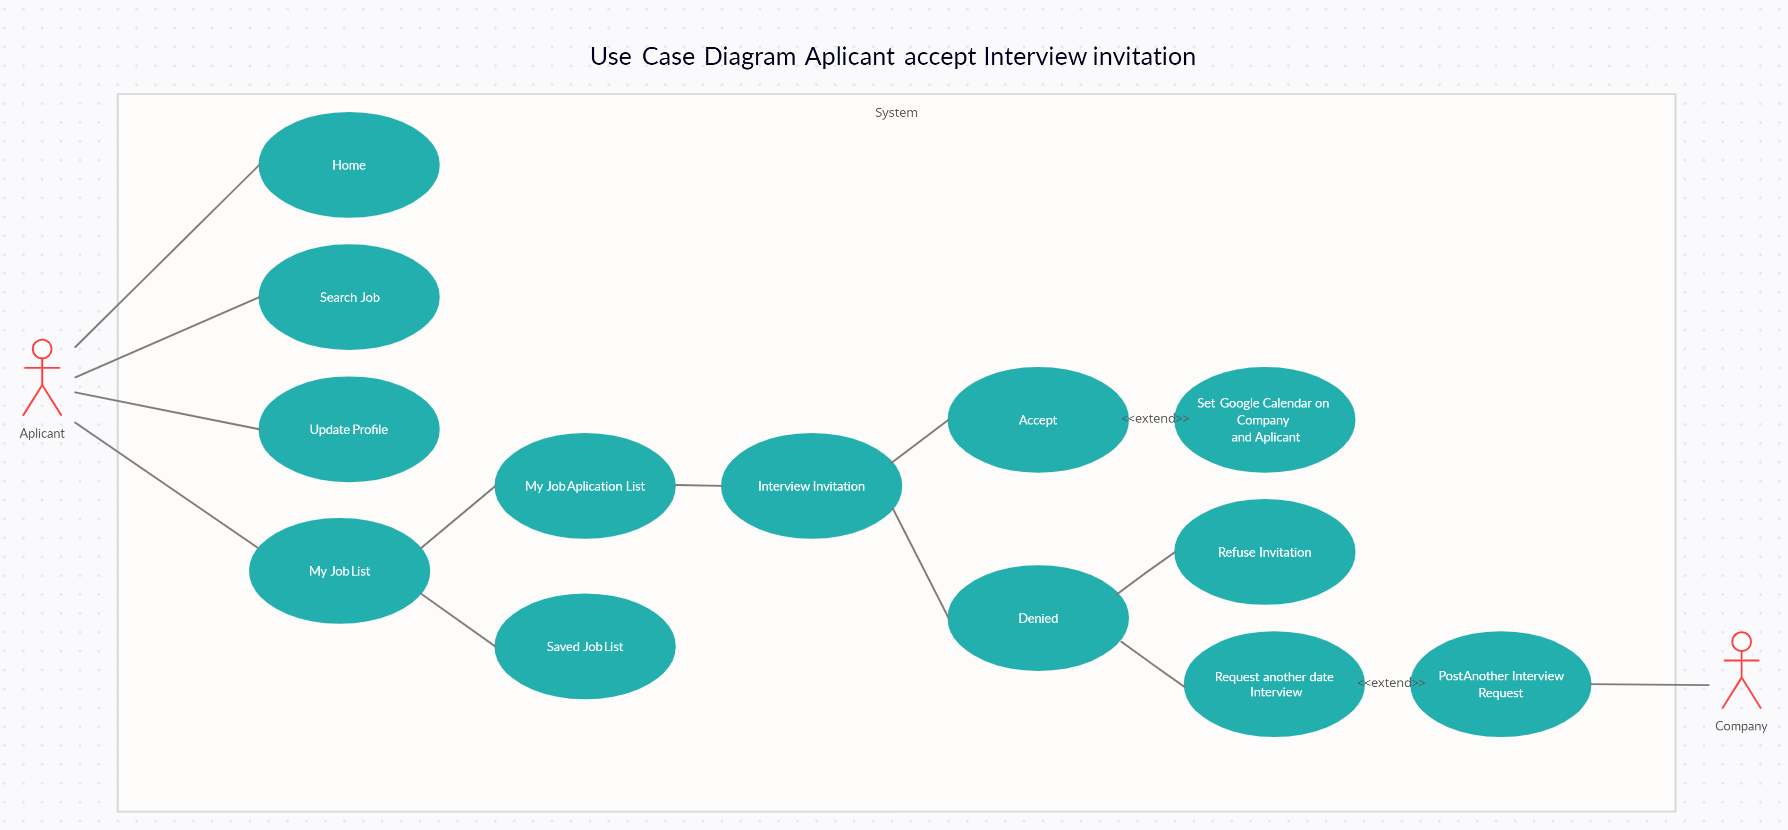 Use Case Diagram Aplicant accept Interview invitation
System
Home
Search Job
Update Profile
Aplicant
My Job List
My Job Aplication List
Saved Job List
Interview Invitation
Accept
<<extend>>
Set Google Calendar on
Company
and Aplicant
Denied
Refuse Invitation
Request another date
Interview
<<extend>>
PostAnother Interview
Request
Company